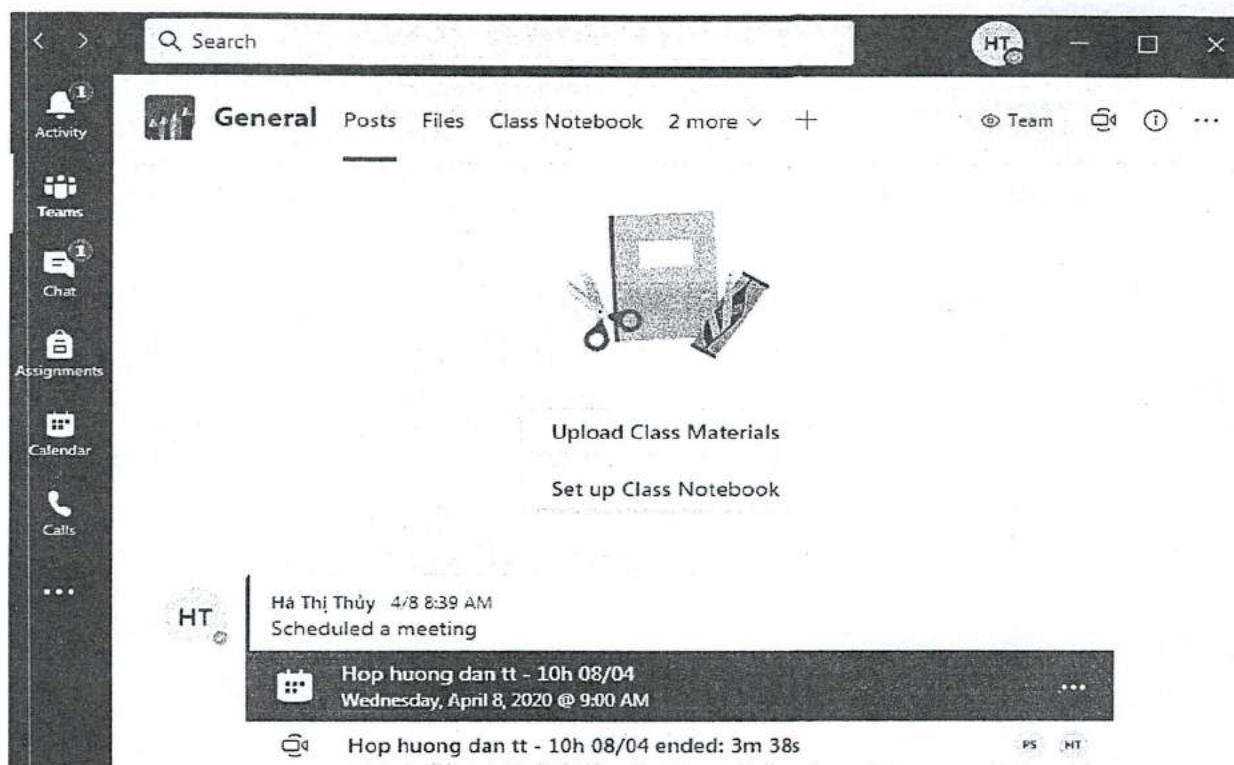 Search
HT
Activity 1
General Posts Files Class Notebook 2 more
Team
Teams
Chat 1
Assignments
Calendar
Calls
Upload Class Materials
Set up Class Notebook
HT
Hà Thị Thủy 4/8 8:39 AM
Scheduled a meeting
Hop huong dan tt - 10h 08/04
Wednesday, April 8, 2020 @ 9:00 AM
Hop huong dan tt - 10h 08/04 ended: 3m 38s
PS HT